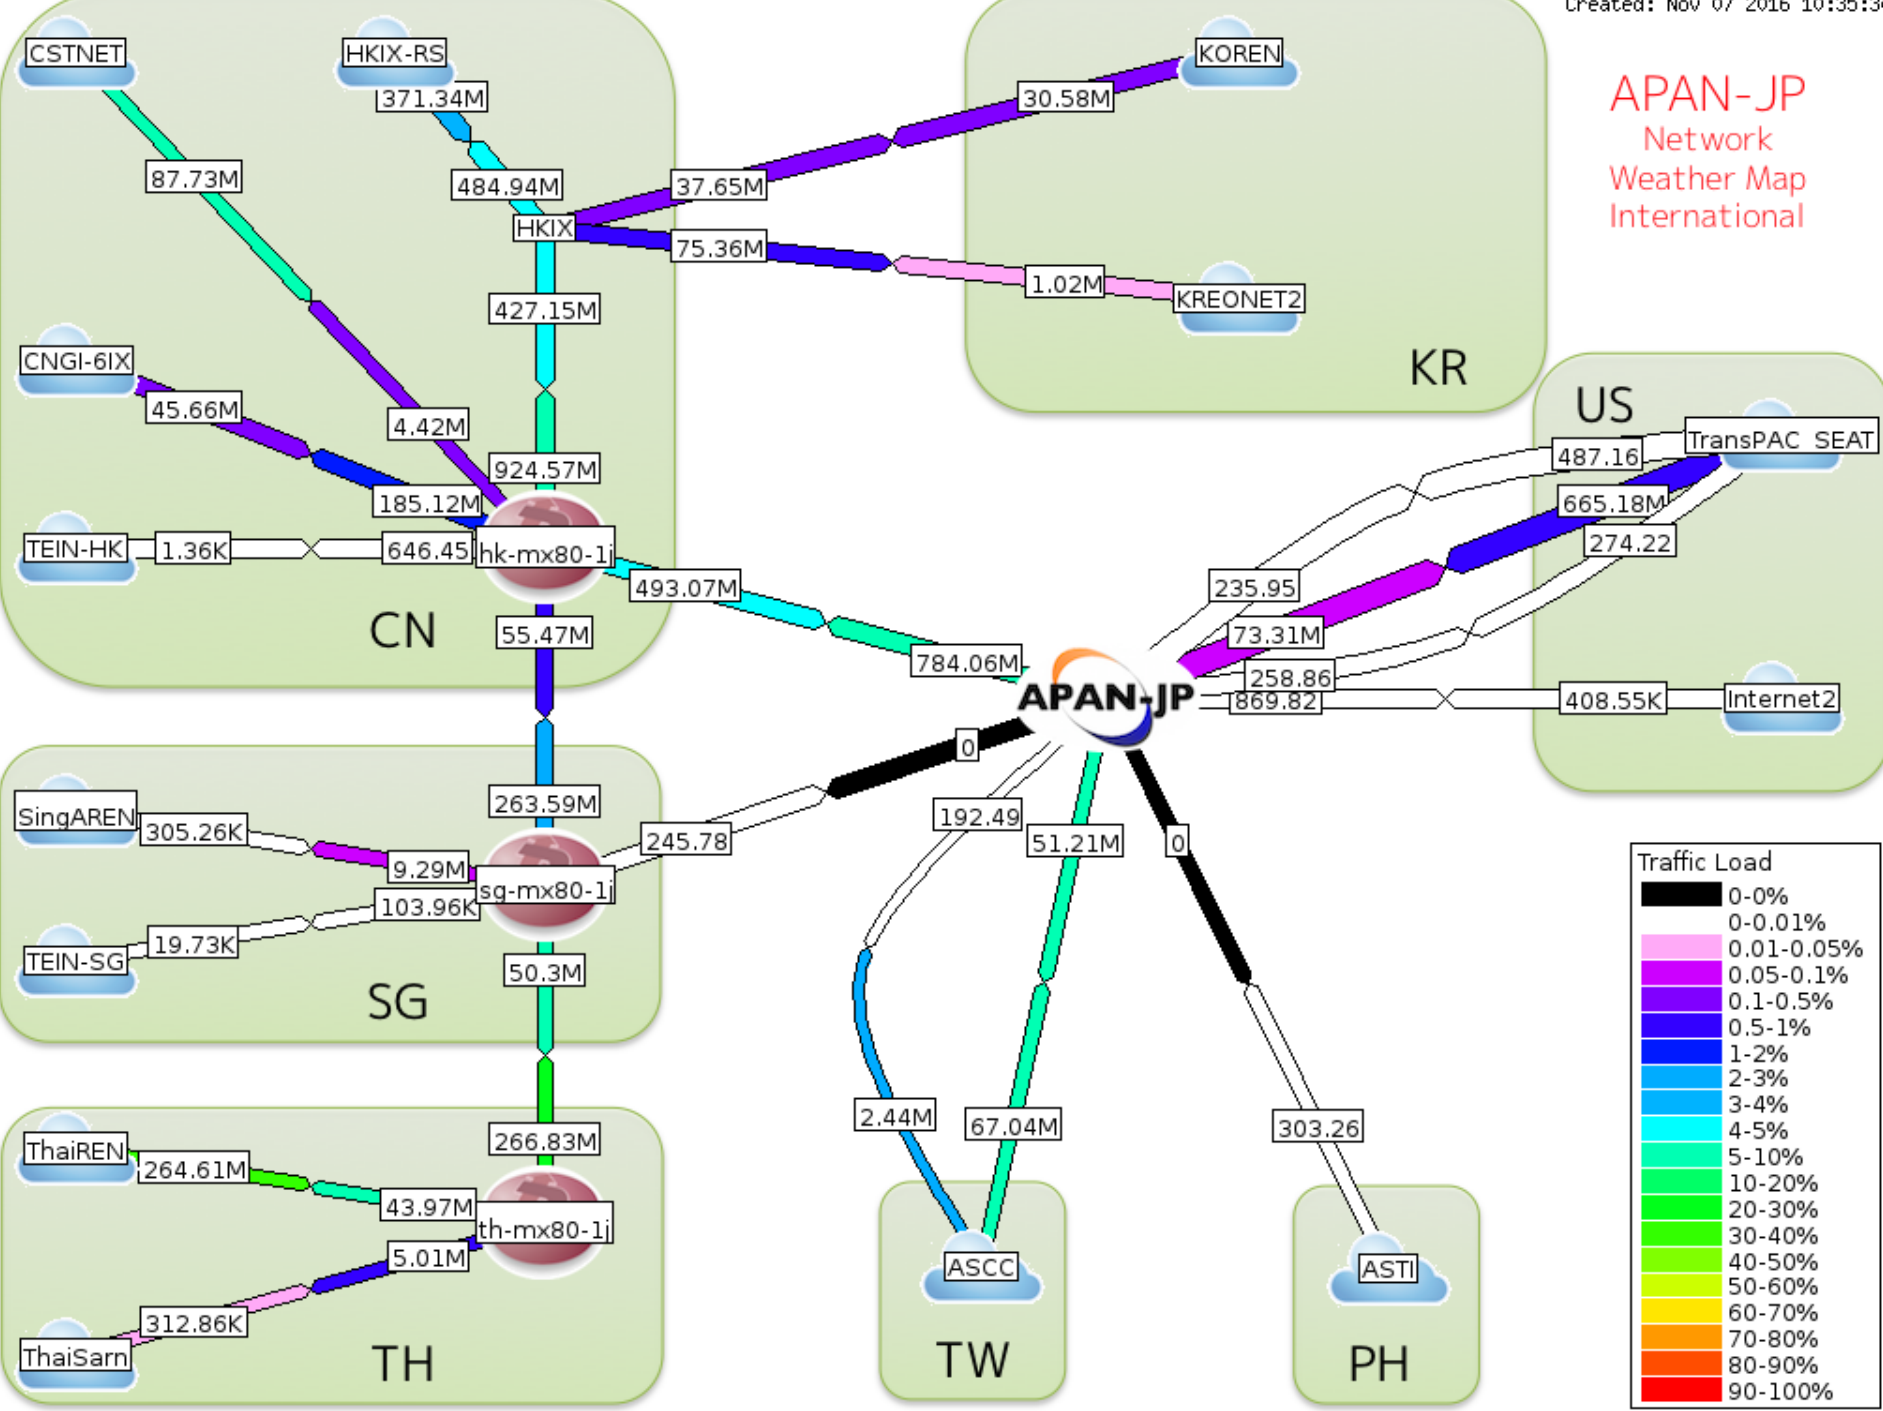 Created: Nov 07 2016 10:35:3
CSTNET
HKIX-RS
KOREN
371.34M
30.58M
APAN-JP
Network
Weather Map
International
87.73M
484.94M
37.65M
HKIX
75.36M
1.02M
KREONET2
427.15M
CNGI-6IX
KR
45.66M
4.42M
US
TransPAC SEAT
487.16
924.57M
185.12M
665.18M
TEIN-HK
1.36K
646.45
hk-mx80-1j
274.22
493.07M
235.95
CN
55.47M
73.31M
784.06M
258.86
APAN-JP
869.82
408.55K
Internet2
0
SingAREN
305.26K
263.59M
192.49
245.78
51.21M
0
9.29M
sg-mx80-1j
103.96K
19.73K
TEIN-SG
50.3M
SG
Traffic Load
0-0%
0-0.01%
0.01-0.05%
0.05-0.1%
0.1-0.5%
0.5-1%
1-2%
2-3%
3-4%
4-5%
5-10%
10-20%
20-30%
30-40%
40-50%
50-60%
60-70%
70-80%
80-90%
90-100%
2.44M
67.04M
303.26
ThaiREN
264.61M
266.83M
43.97M
th-mx80-1j
5.01M
312.86K
ThaiSarn
TH
ASCC
TW
ASTI
PH